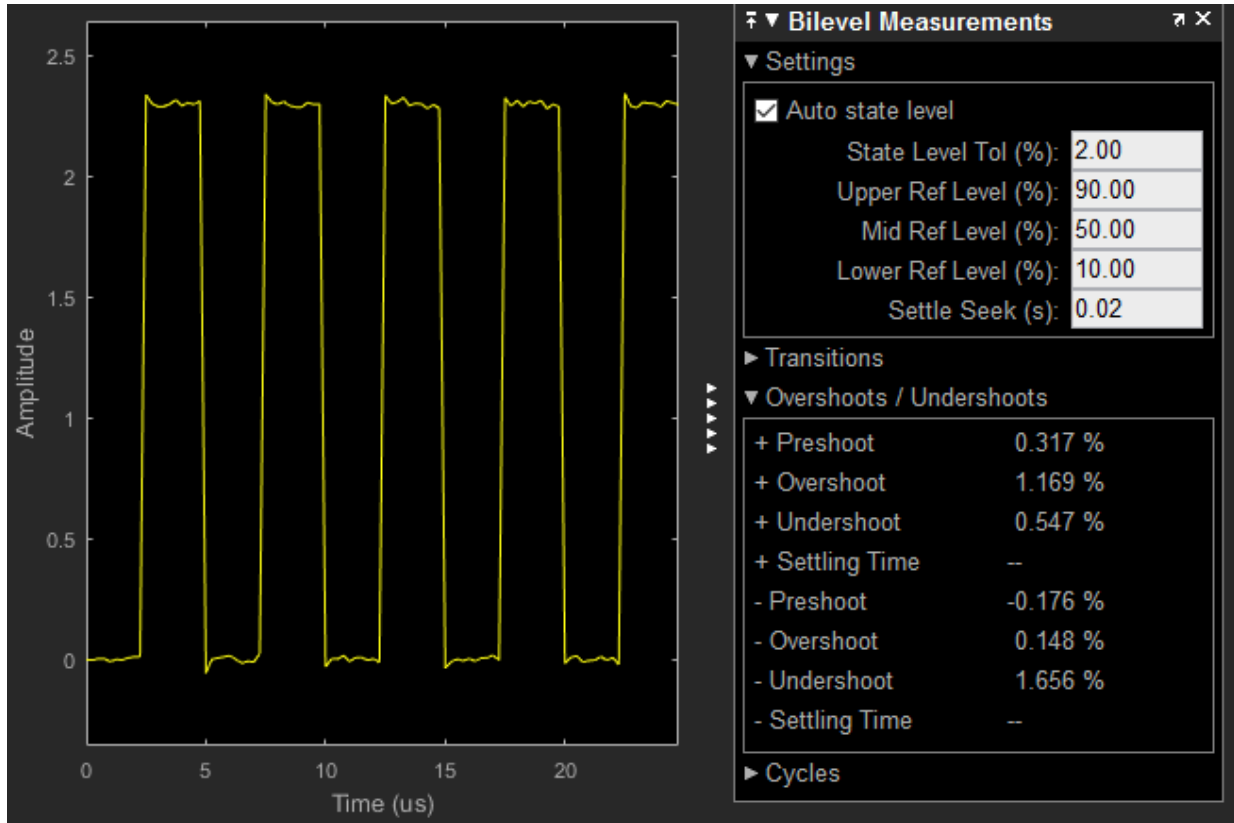 2.5
2
1.5
1
0.5
0
Amplitude
0 5 10 15 20
Time (us)
Bilevel Measurements
Settings
Auto state level
State Level Tol (%): 2.00
Upper Ref Level (%): 90.00
Mid Ref Level (%): 50.00
Lower Ref Level (%): 10.00
Settle Seek (s): 0.02
Transitions
Overshoots / Undershoots
+ Preshoot 0.317 %
+ Overshoot 1.169 %
+ Undershoot 0.547 %
+ Settling Time --
- Preshoot -0.176 %
- Overshoot 0.148 %
- Undershoot 1.656 %
- Settling Time --
Cycles